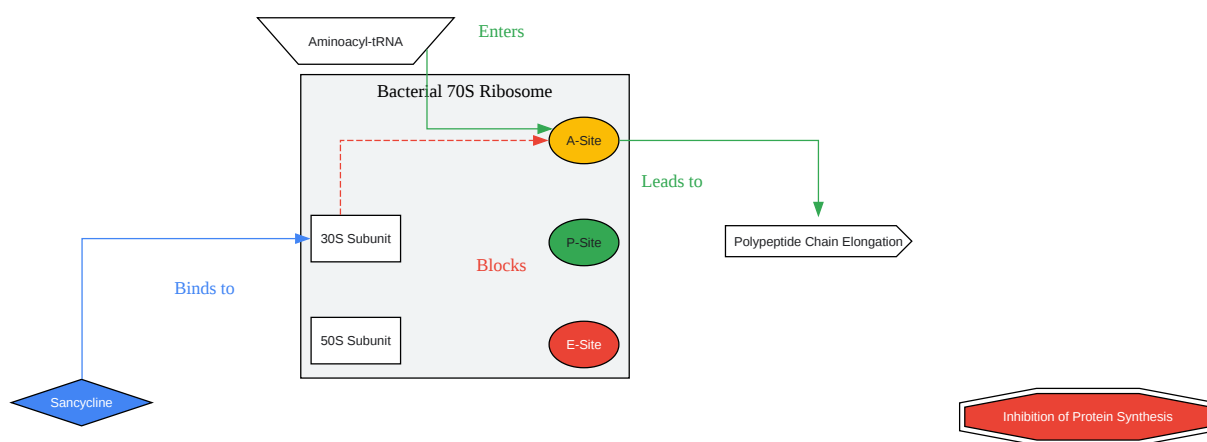 Enters
Aminoacyl-tRNA
Bacterial 70S Ribosome
A-Site
Leads to
30S Subunit
P-Site
Polypeptide Chain Elongation
Blocks
Binds to
50S Subunit
E-Site
Sancycline
Inhibition of Protein Synthesis